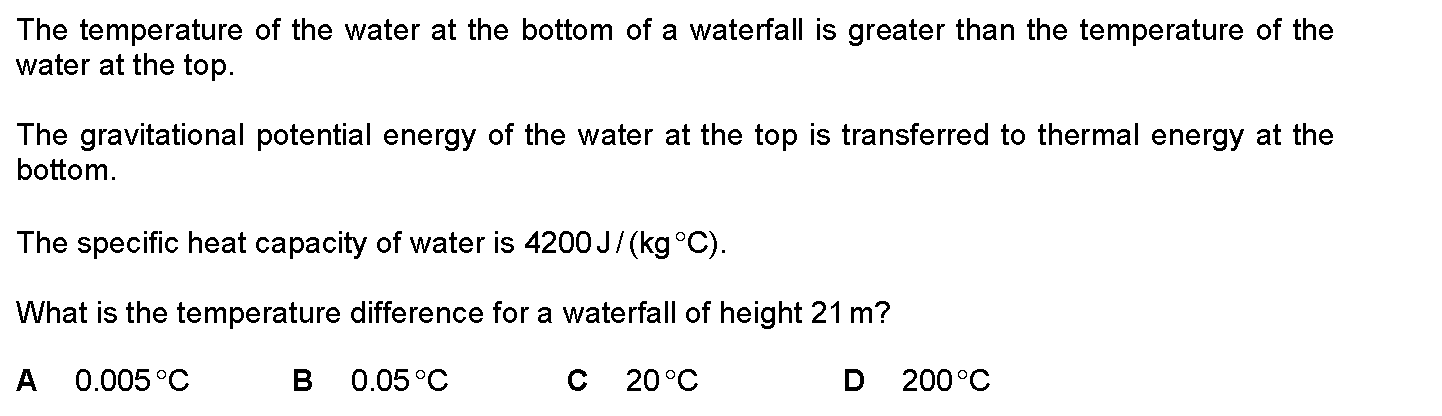 The temperature of the water at the bottom of a waterfall is greater than the temperature of the
water at the top.
The gravitational potential energy of the water at the top is transferred to thermal energy at the
bottom.
The specific heat capacity of water is 4200 J / (kg °C).
What is the temperature difference for a waterfall of height 21 m?
A 0.005 °C B 0.05 °C C 20 °C D 200 °C